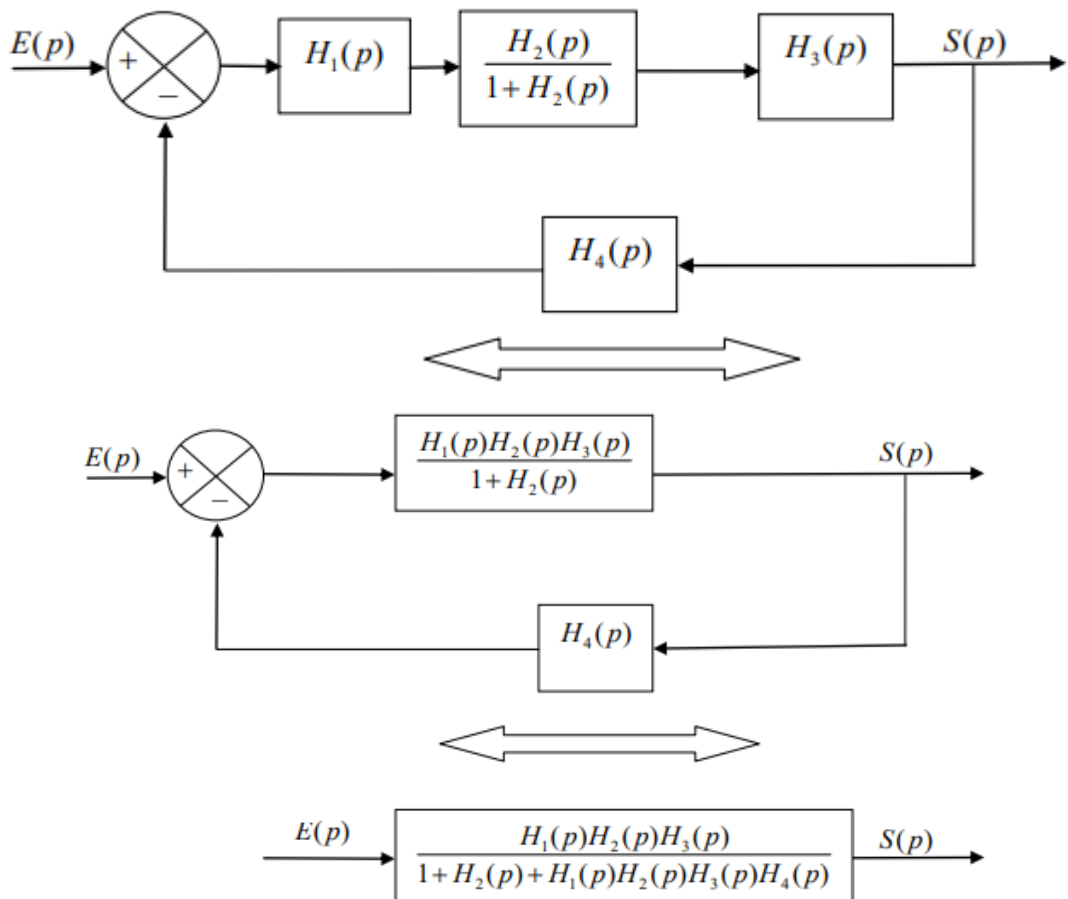 E(p) + − H₁(p) H₂(p) / 1 + H₂(p) H₃(p) S(p)
H₄(p)
E(p) + − H₁(p)H₂(p)H₃(p) / 1 + H₂(p) S(p)
H₄(p)
E(p) H₁(p)H₂(p)H₃(p) / 1 + H₂(p) + H₁(p)H₂(p)H₃(p)H₄(p) S(p)